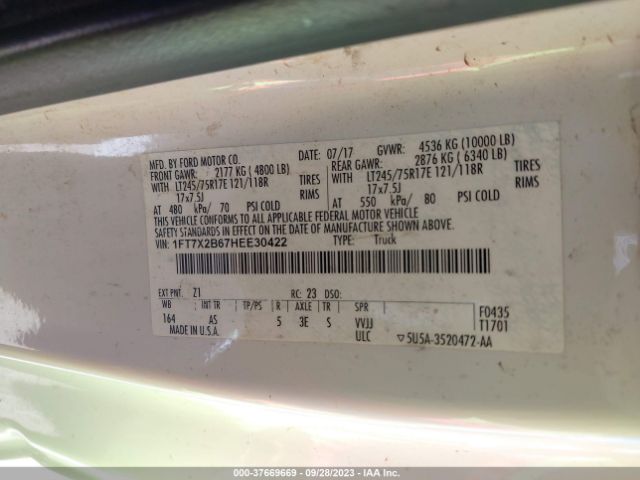 MFD. BY FORD MOTOR CO. DATE: 07/17 GVWR: 4536 KG (10000 LB)
FRONT GAWR: 2177 KG (4800 LB) REAR GAWR: 2876 KG (6340 LB)
WITH LT245/75R17E 121/118R TIRES WITH LT245/75R17E 121/118R TIRES
17x7.5J RIMS 17x7.5J RIMS
AT 480 kPa/ 70 PSI COLD AT 550 kPa/ 80 PSI COLD
THIS VEHICLE CONFORMS TO ALL APPLICABLE FEDERAL MOTOR VEHICLE
SAFETY STANDARDS IN EFFECT ON THE DATE OF MANUFACTURE SHOWN ABOVE.
VIN: 1FT7X2B67HEE30422 TYPE: Truck
EXT PNT: Z1 RC: 23 DSO:
WB INT TR TP/PS R AXLE TR SPR F0435
164 AS 5 3E S VVJJ T1701
MADE IN U.S.A. ULC ▽5U5A-3520472-AA
000-37669669 - 09/28/2023 - IAA Inc.